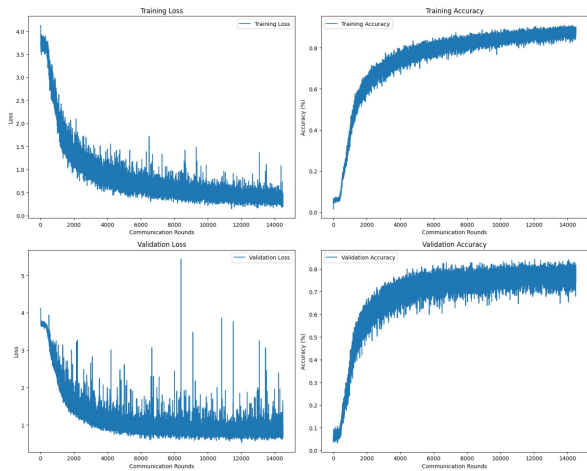 Training Loss
Training Loss
4.0
3.5
3.0
2.5
2.0
1.5
1.0
0.5
0.0
Loss
0 2000 4000 6000 8000 10000 12000 14000
Communication Rounds
Training Accuracy
Training Accuracy
0.8
0.6
0.4
0.2
0.0
Accuracy (%)
0 2000 4000 6000 8000 10000 12000 14000
Communication Rounds
Validation Loss
Validation Loss
5
4
3
2
1
Loss
0 2000 4000 6000 8000 10000 12000 14000
Communication Rounds
Validation Accuracy
Validation Accuracy
0.8
0.7
0.6
0.5
0.4
0.3
0.2
0.1
0.0
Accuracy (%)
0 2000 4000 6000 8000 10000 12000 14000
Communication Rounds